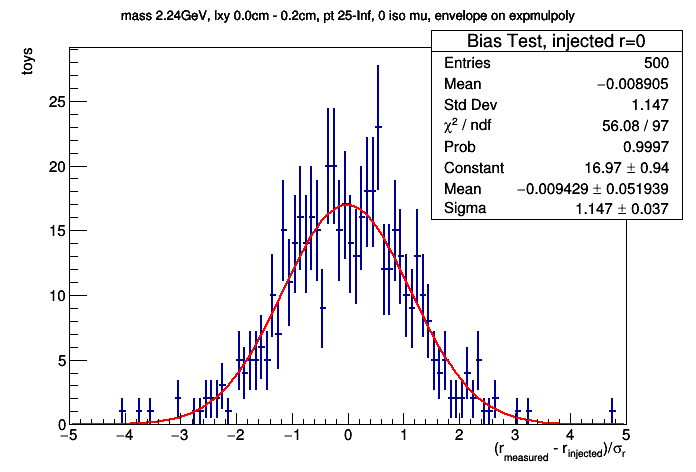 mass 2.24GeV, lxy 0.0cm - 0.2cm, pt 25-Inf, 0 iso mu, envelope on expmulpoly
Bias Test, injected r=0
Entries 500
Mean −0.008905
Std Dev 1.147
χ² / ndf 56.08 / 97
Prob 0.9997
Constant 16.97 ± 0.94
Mean −0.009429 ± 0.051939
Sigma 1.147 ± 0.037
toys
25
20
15
10
5
0
−5 −4 −3 −2 −1 0 1 2 3 4 5
(r_measured - r_injected)/σ_r